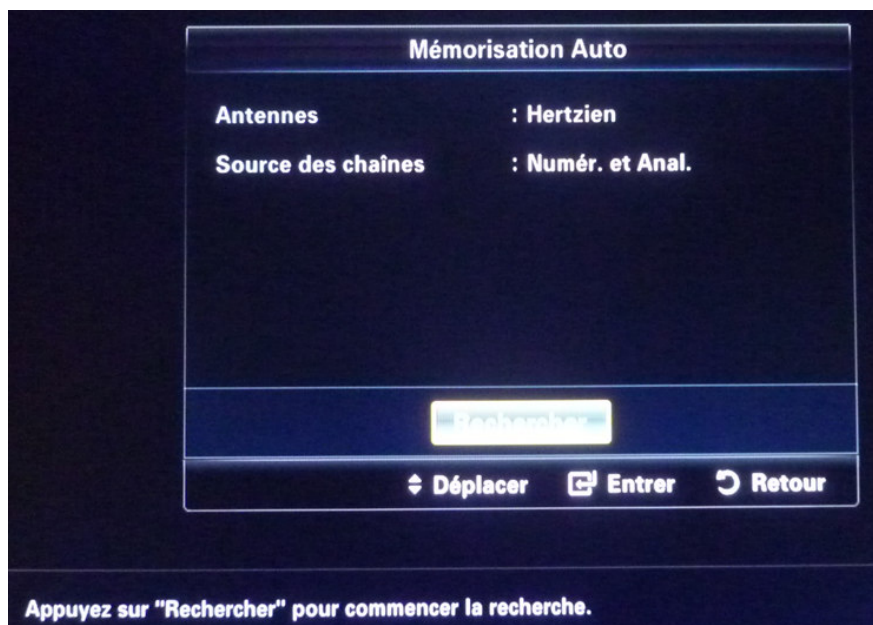 Mémorisation Auto
Antennes : Hertzien
Source des chaînes : Numér. et Anal.
Rechercher
Déplacer Entrer Retour
Appuyez sur "Rechercher" pour commencer la recherche.